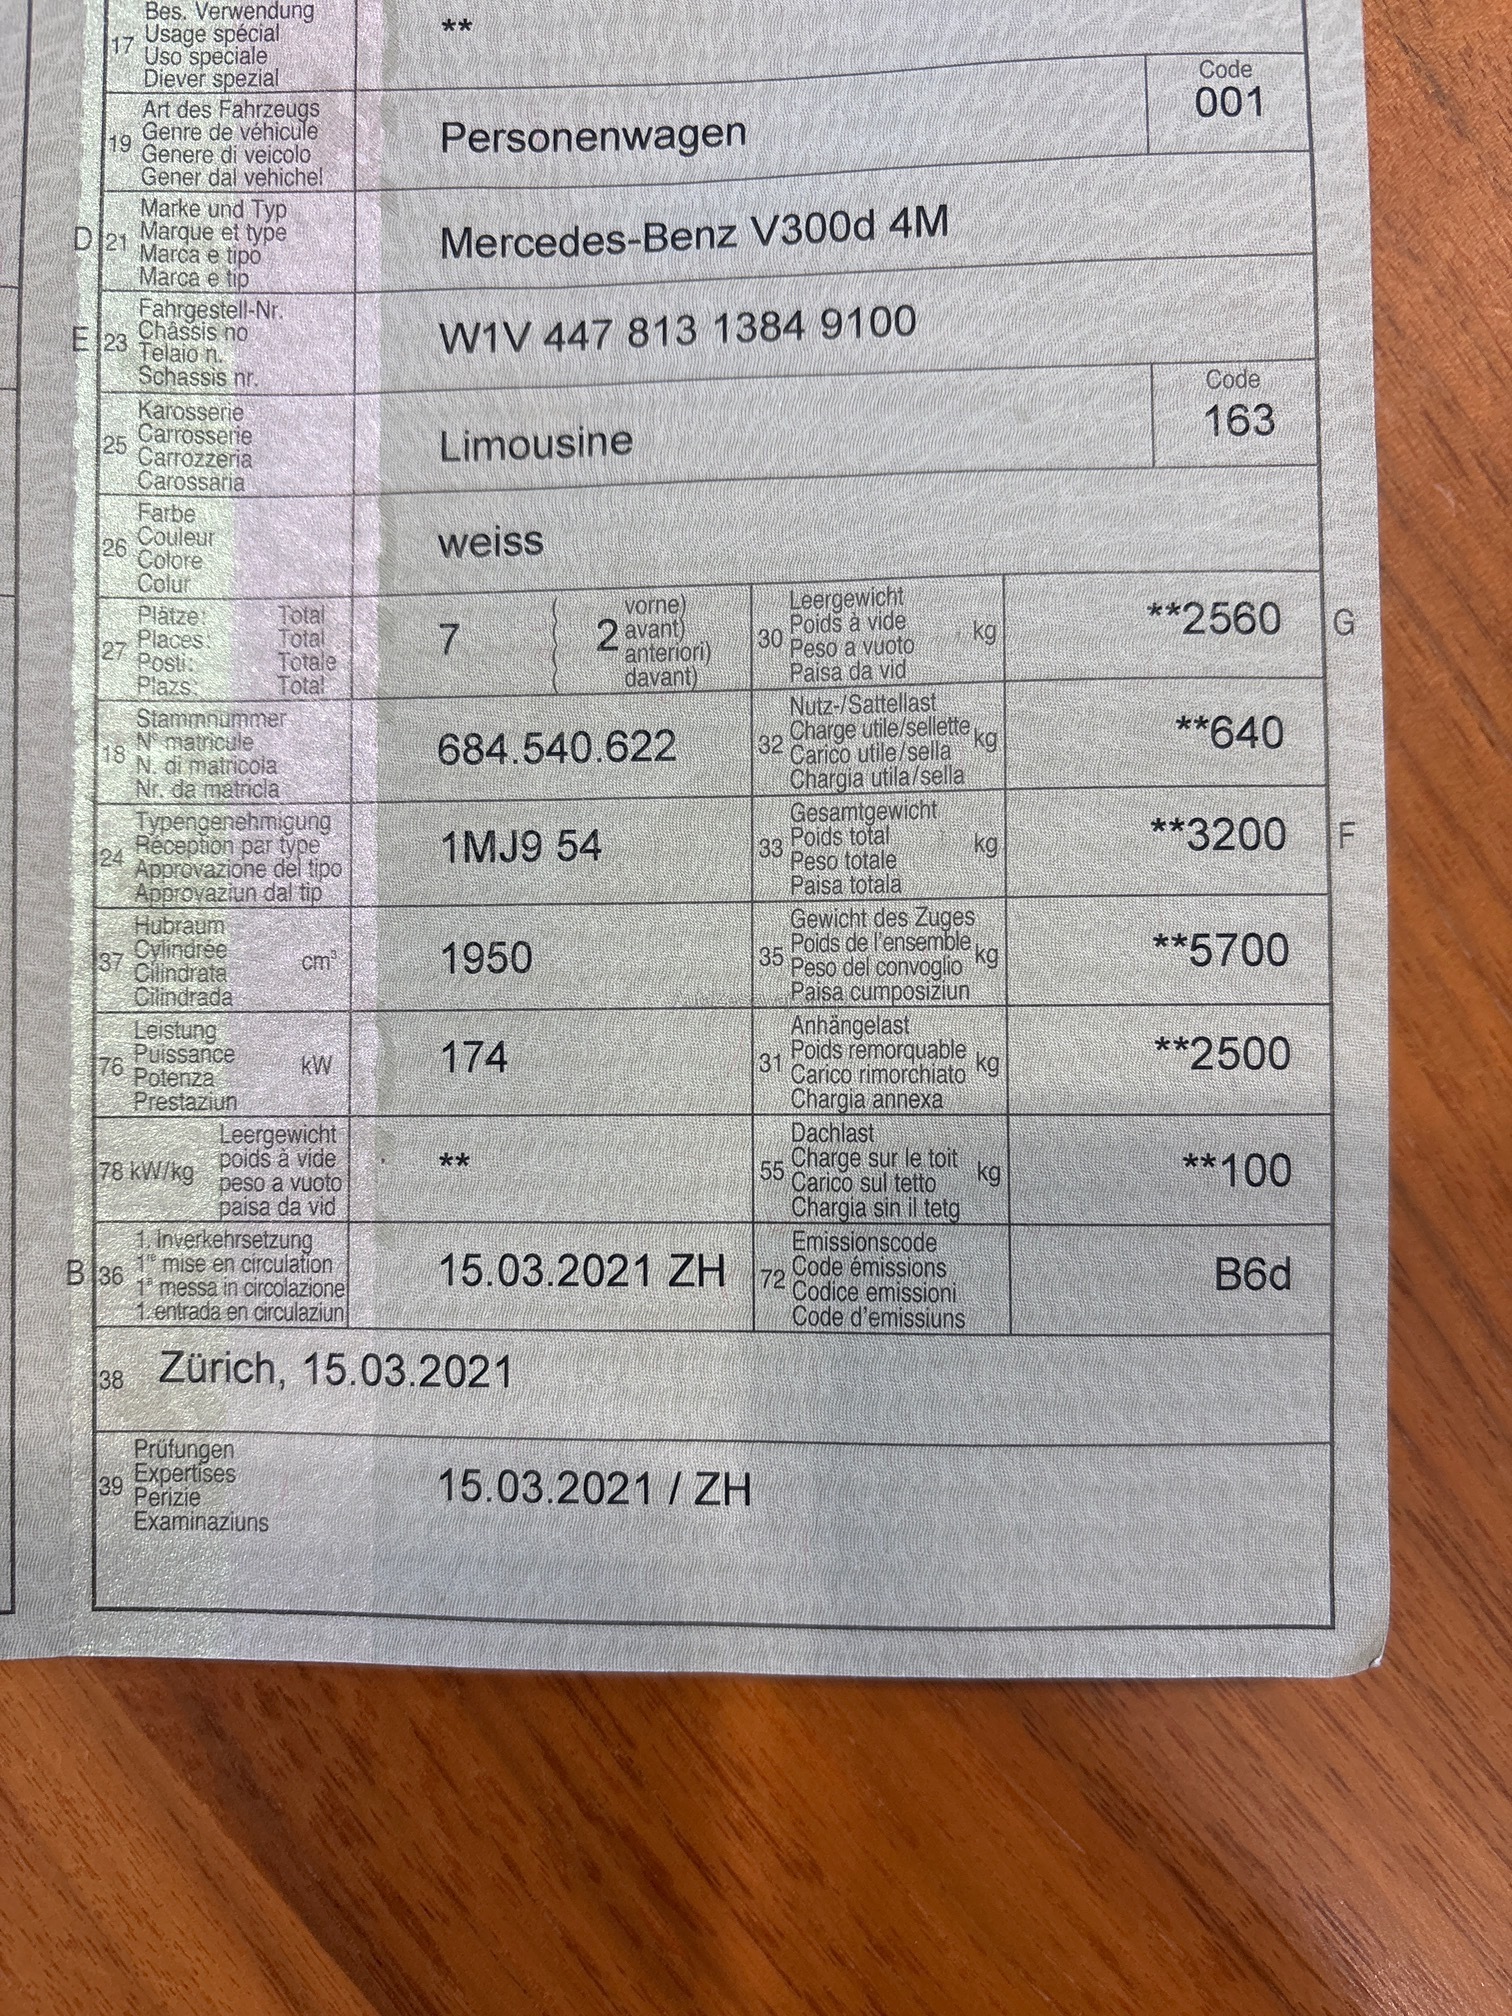 17 Bes. Verwendung
Usage spécial
Uso speciale
Diever spezial
**
19 Art des Fahrzeugs
Genre de véhicule
Genere di veicolo
Gener dal vehichel
Personenwagen
Code
001
D 21 Marke und Typ
Marque et type
Marca e tipo
Marca e tip
Mercedes-Benz V300d 4M
E 23 Fahrgestell-Nr.
Châssis no
Telaio n.
Schassis nr.
W1V 447 813 1384 9100
25 Karosserie
Carrosserie
Carrozzeria
Carossaria
Limousine
Code
163
26 Farbe
Couleur
Colore
Colur
weiss
27 Plätze: Total
Places: Total
Posti: Totale
Plazs: Total
7 ( 2 vorne)
avant)
anteriori)
davant)
30 Leergewicht
Poids à vide
Peso a vuoto
Paisa da vid
kg
**2560 G
18 Stammnummer
N° matricule
N. di matricola
Nr. da matricla
684.540.622
32 Nutz-/Sattellast
Charge utile/sellette
Carico utile/sella
Chargia utila/sella
kg
**640
24 Typengenehmigung
Réception par type
Approvazione del tipo
Approvaziun dal tip
1MJ9 54
33 Gesamtgewicht
Poids total
Peso totale
Paisa totala
kg
**3200 F
37 Hubraum
Cylindrée
Cilindrata
Cilindrada
cm³
1950
35 Gewicht des Zuges
Poids de l'ensemble
Peso del convoglio
Paisa cumposiziun
kg
**5700
76 Leistung
Puissance
Potenza
Prestaziun
kW
174
31 Anhängelast
Poids remorquable
Carico rimorchiato
Chargia annexa
kg
**2500
78 kW/kg Leergewicht
poids à vide
peso a vuoto
paisa da vid
**
55 Dachlast
Charge sur le toit
Carico sul tetto
Chargia sin il tetg
kg
**100
B 36 1. Inverkehrsetzung
1re mise en circulation
1a messa in circolazione
1. entrada en circulaziun
15.03.2021 ZH
72 Emissionscode
Code émissions
Codice emissioni
Code d'emissiuns
B6d
38 Zürich, 15.03.2021
39 Prüfungen
Expertises
Perizie
Examinaziuns
15.03.2021 / ZH